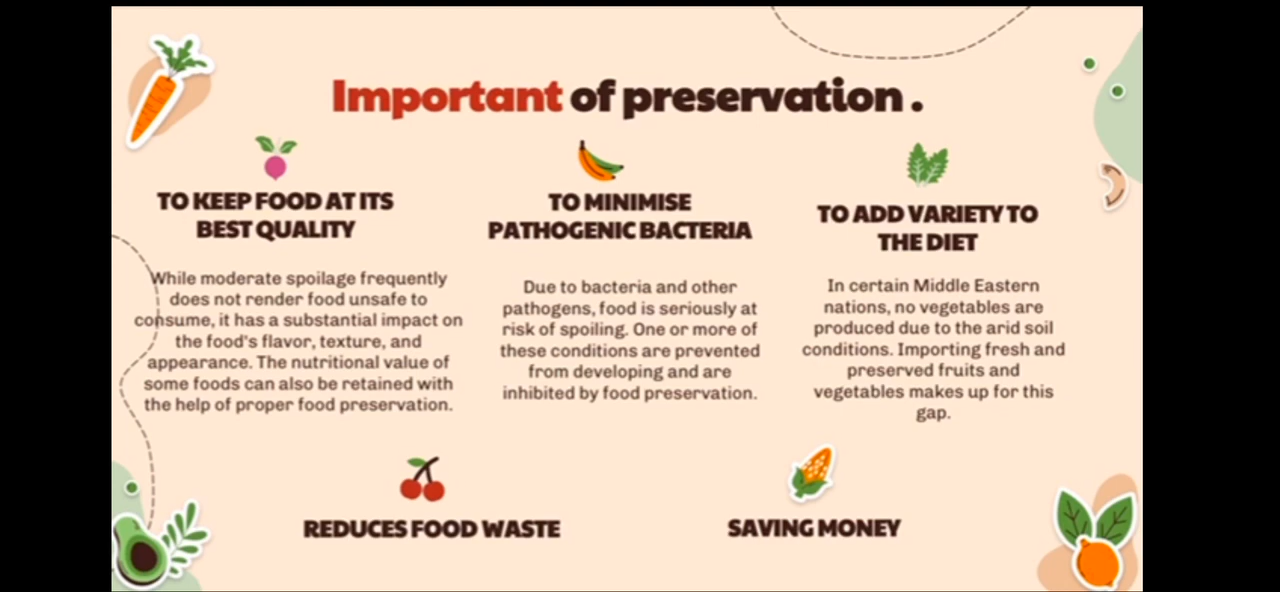 Important of preservation .
TO KEEP FOOD AT ITS
BEST QUALITY
While moderate spoilage frequently
does not render food unsafe to
consume, it has a substantial impact on
the food's flavor, texture, and
appearance. The nutritional value of
some foods can also be retained with
the help of proper food preservation.
TO MINIMISE
PATHOGENIC BACTERIA
Due to bacteria and other
pathogens, food is seriously at
risk of spoiling. One or more of
these conditions are prevented
from developing and are
inhibited by food preservation.
TO ADD VARIETY TO
THE DIET
In certain Middle Eastern
nations, no vegetables are
produced due to the arid soil
conditions. Importing fresh and
preserved fruits and
vegetables makes up for this
gap.
REDUCES FOOD WASTE
SAVING MONEY